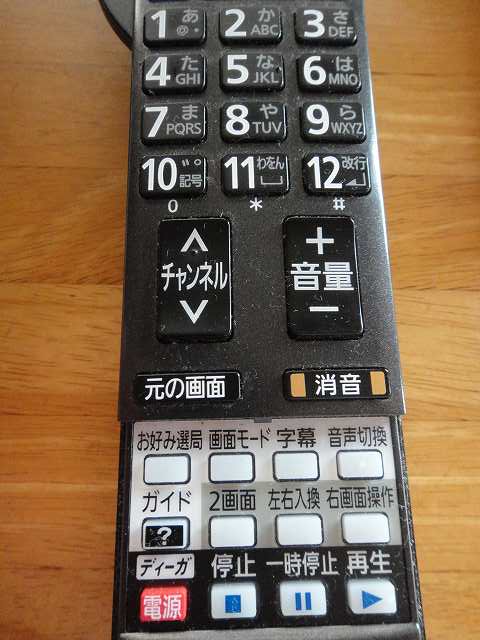 1 あ @・ 2 か ABC 3 さ DEF
4 た GHI 5 な JKL 6 は MNO
7 ま PQRS 8 や TUV 9 ら WXYZ
10 ゛゜ 記号 11 わをん 12 改行
0 * #
∧ +
チャンネル 音量
∨ −
元の画面 消音
お好み選局 画面モード 字幕 音声切換
ガイド 2画面 左右入換 右画面操作
?
ディーガ 停止 一時停止 再生
電源